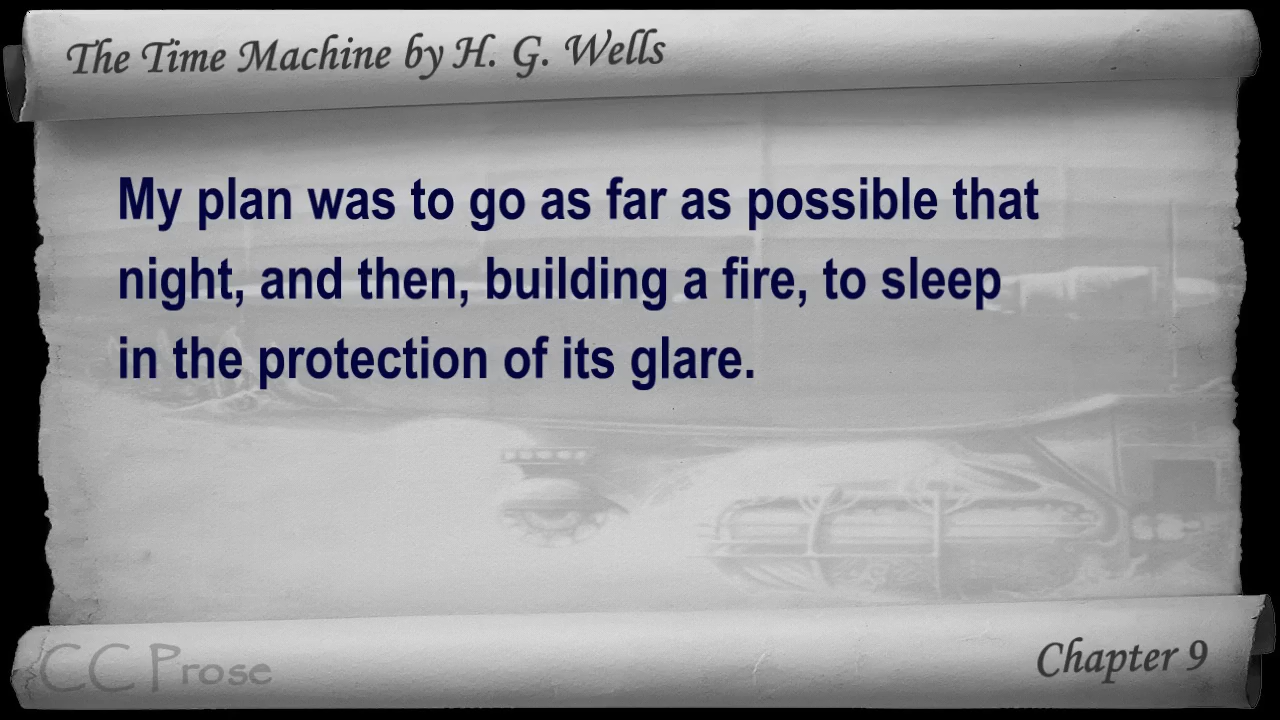 The Time Machine by H. G. Wells
My plan was to go as far as possible that
night, and then, building a fire, to sleep
in the protection of its glare.
CC Prose
Chapter 9